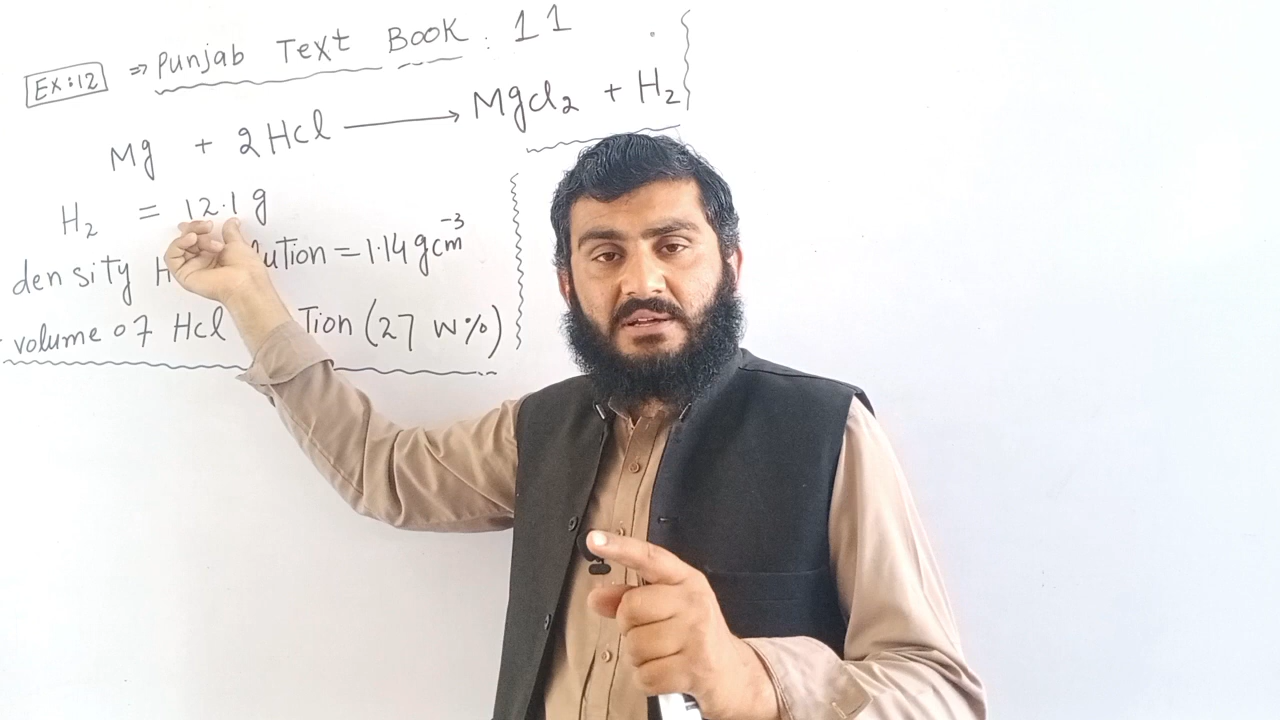 Ex:12 ⇒ Punjab Text Book : 11
Mg + 2Hcl ⟶ Mgcl₂ + H₂
H₂ = 12.1 g
density H lution = 1.14 gcm⁻³
volume of Hcl tion (27 w%)